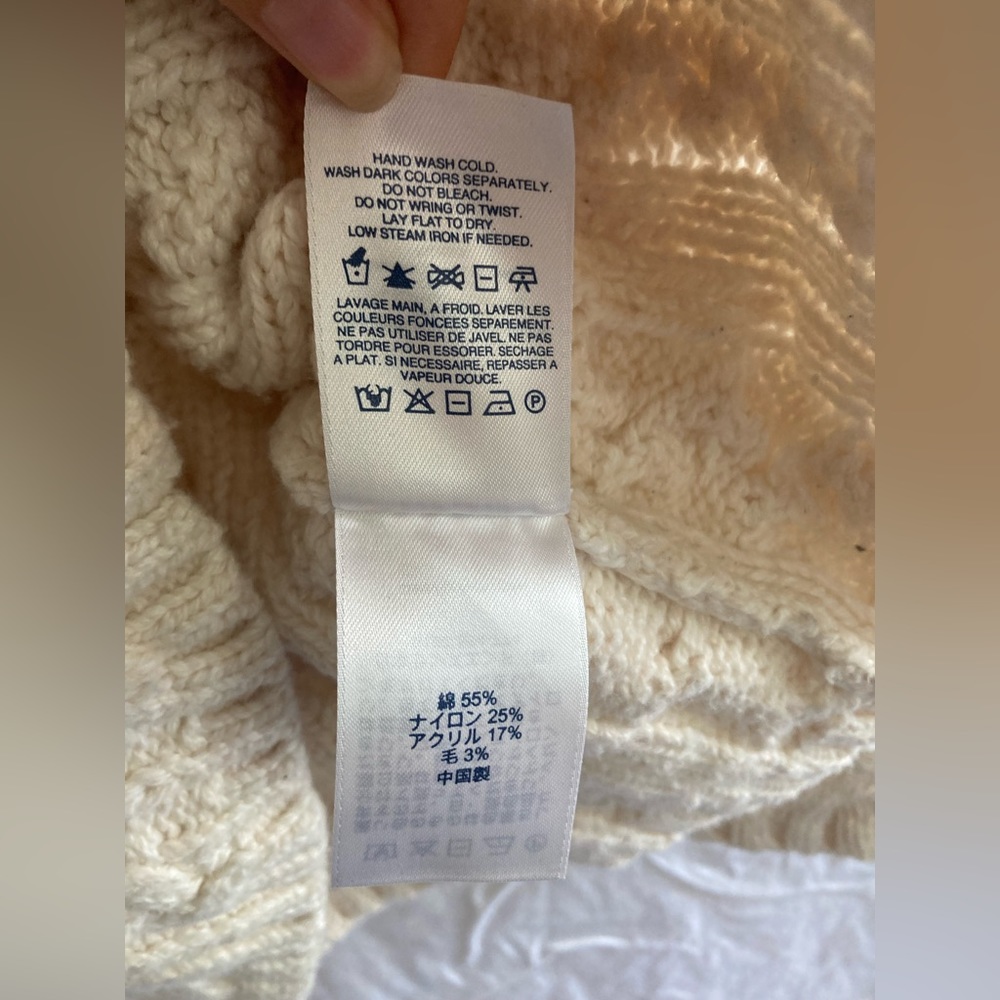 HAND WASH COLD.
WASH DARK COLORS SEPARATELY.
DO NOT BLEACH.
DO NOT WRING OR TWIST.
LAY FLAT TO DRY.
LOW STEAM IRON IF NEEDED.
LAVAGE MAIN, A FROID. LAVER LES
COULEURS FONCEES SEPAREMENT.
NE PAS UTILISER DE JAVEL. NE PAS
TORDRE POUR ESSORER. SECHAGE
A PLAT. SI NECESSAIRE, REPASSER A
VAPEUR DOUCE.
P
綿 55%
ナイロン 25%
アクリル 17%
毛 3%
中国製